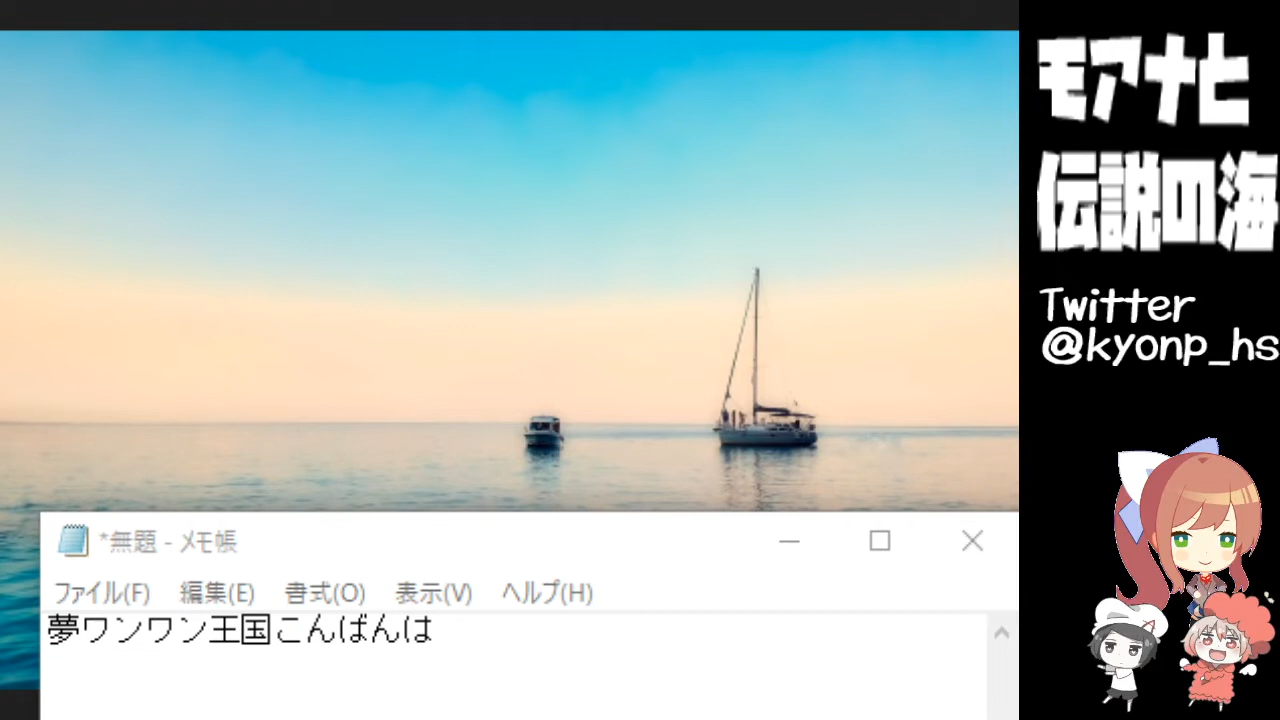 モアナと
伝説の海
Twitter
@kyonp_hs
*無題 - メモ帳
ファイル(F) 編集(E) 書式(O) 表示(V) ヘルプ(H)
夢ワンワン王国こんばんは